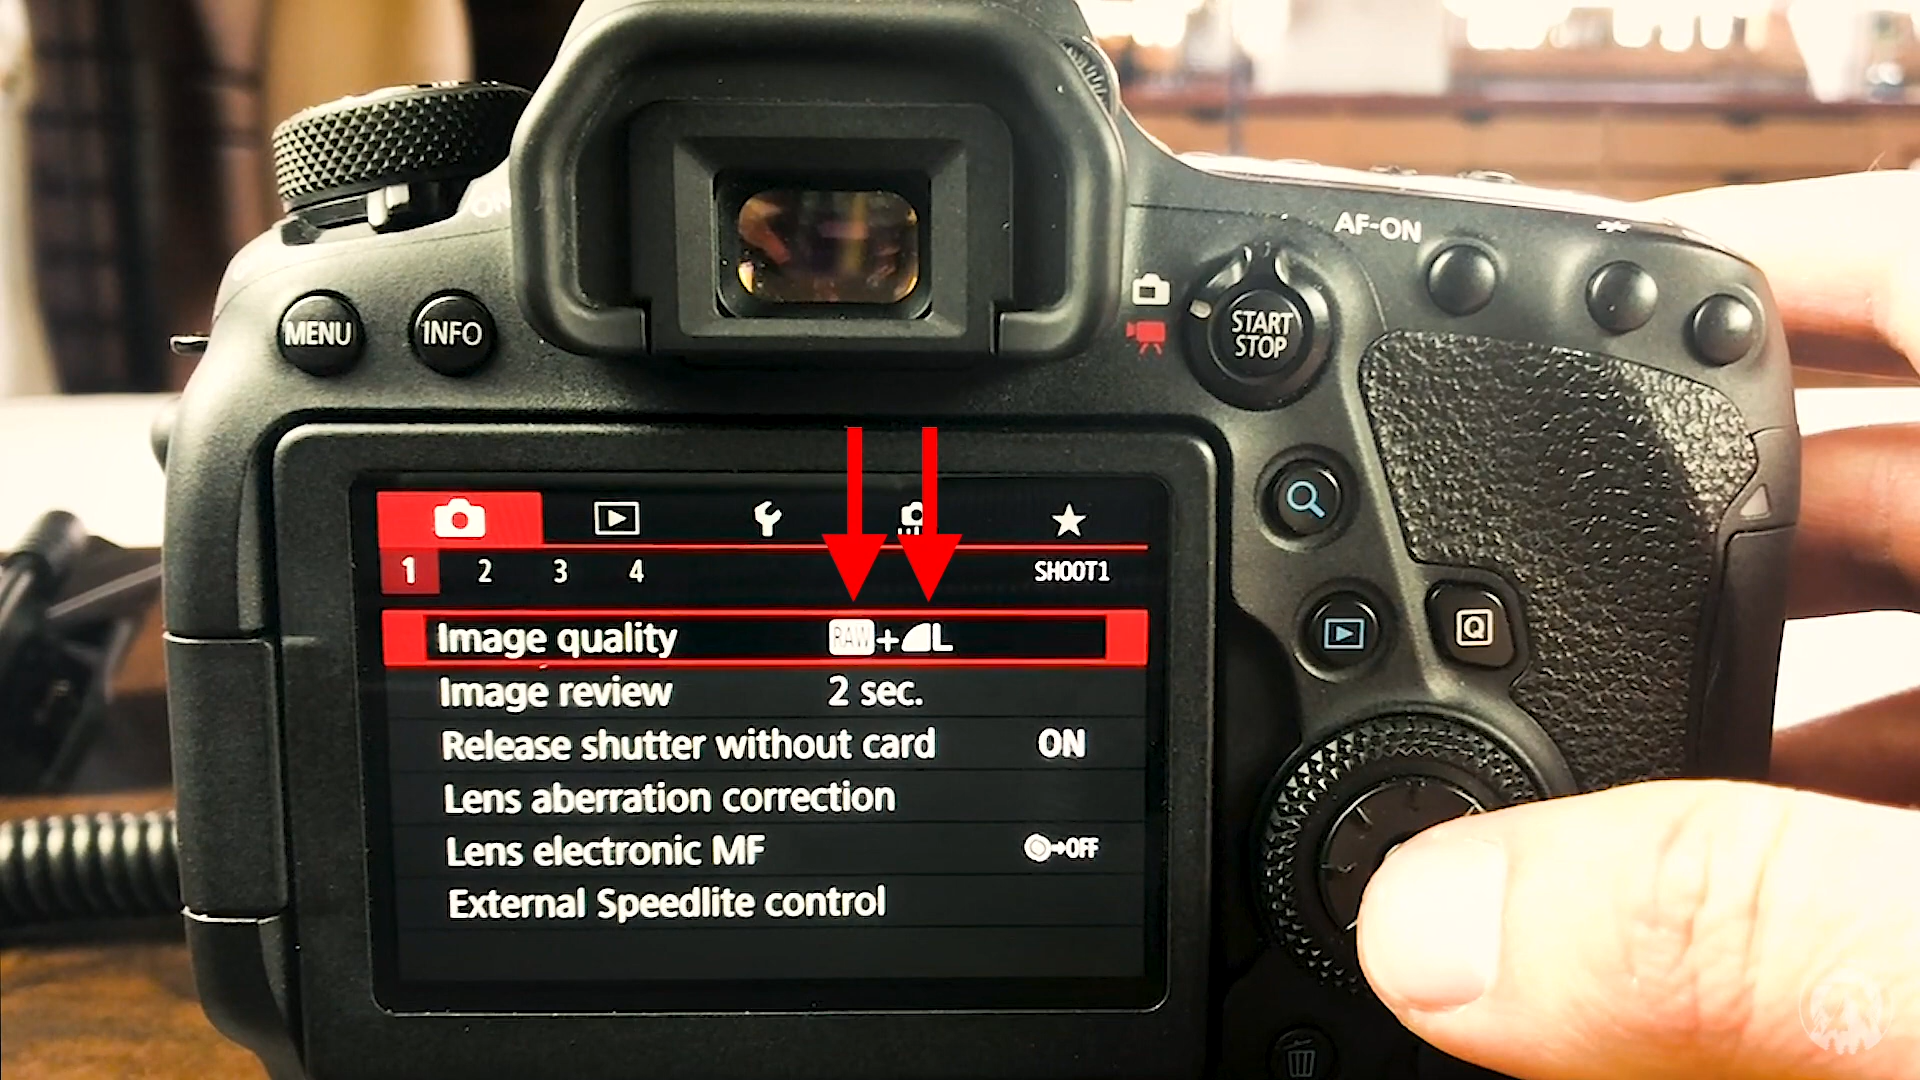 ON
AF-ON
MENU
INFO
START
STOP
1 2 3 4 SHOOT1
Image quality RAW+L
Image review 2 sec.
Release shutter without card ON
Lens aberration correction
Lens electronic MF →OFF
External Speedlite control
Q